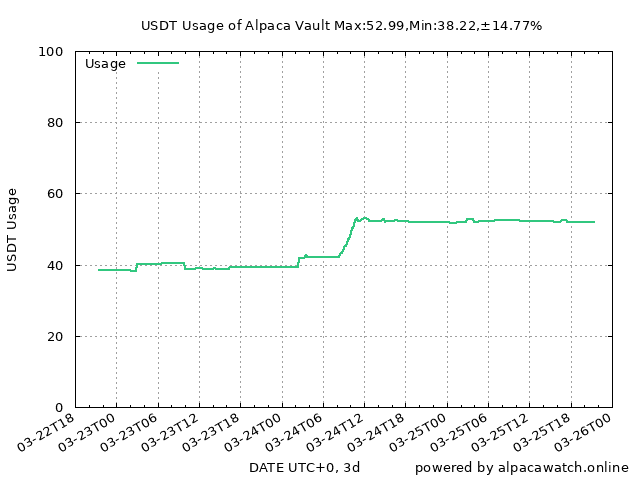 USDT Usage of Alpaca Vault Max:52.99,Min:38.22,±14.77%
100
Usage
80
60
USDT Usage
40
20
0
03-22T18 03-23T00 03-23T06 03-23T12 03-23T18 03-24T00 03-24T06 03-24T12 03-24T18 03-25T00 03-25T06 03-25T12 03-25T18 03-26T00
DATE UTC+0, 3d powered by alpacawatch.online